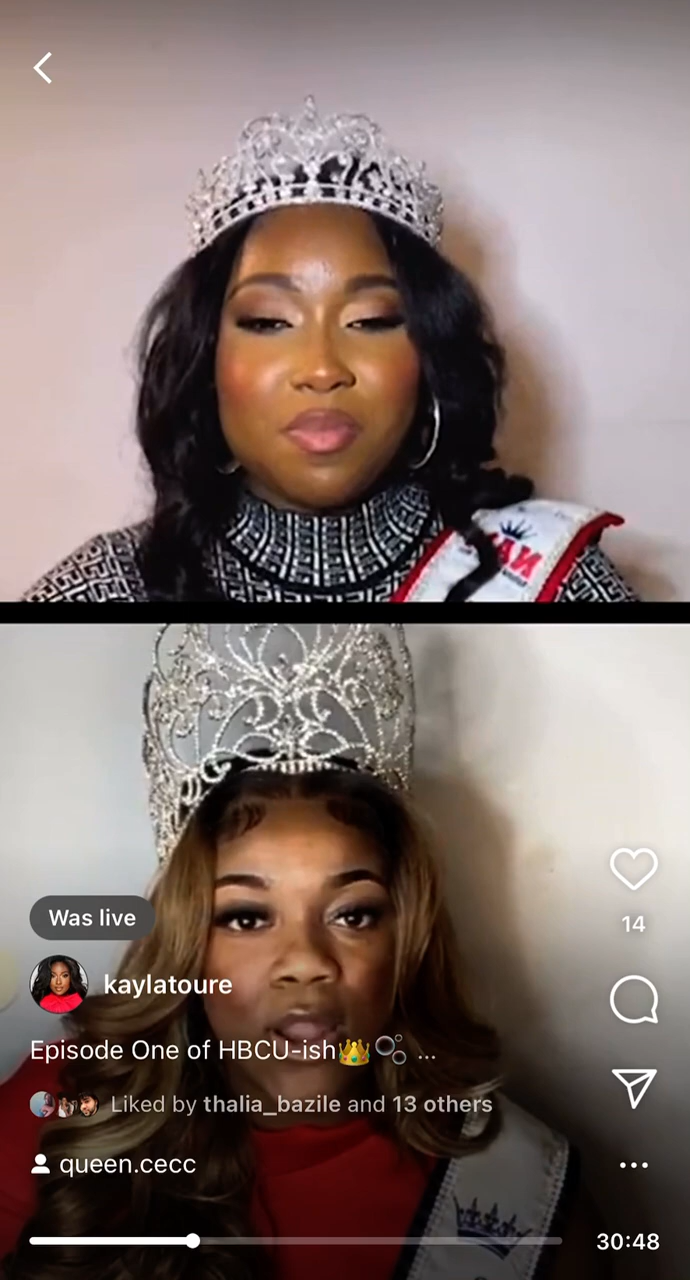 Was live
kaylatoure
Episode One of HBCU-ish👑🫧 ...
Liked by thalia_bazile and 13 others
queen.cecc
14
30:48